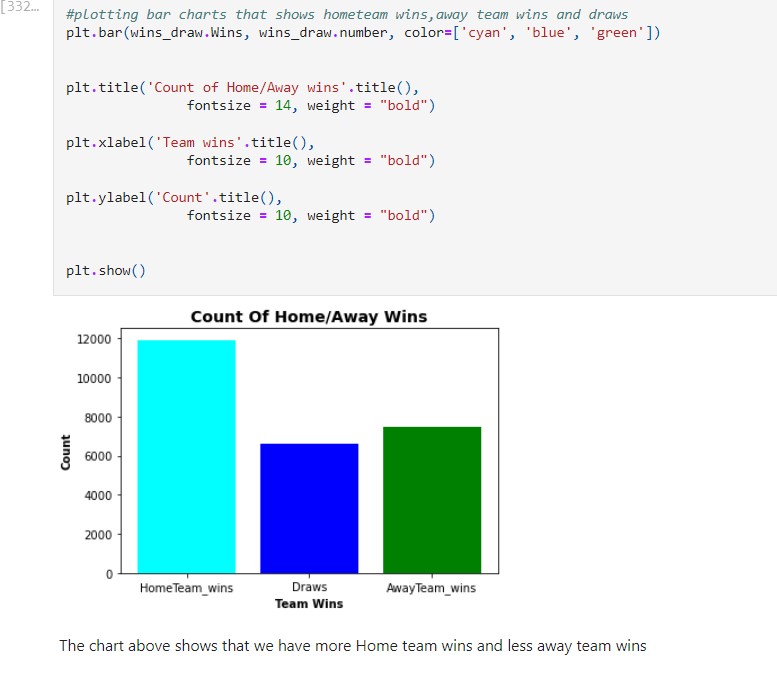 [332...
#plotting bar charts that shows hometeam wins,away team wins and draws
plt.bar(wins_draw.Wins, wins_draw.number, color=['cyan', 'blue', 'green'])
plt.title('Count of Home/Away wins'.title(),
fontsize = 14, weight = "bold")
plt.xlabel('Team wins'.title(),
fontsize = 10, weight = "bold")
plt.ylabel('Count'.title(),
fontsize = 10, weight = "bold")
plt.show()
Count Of Home/Away Wins
12000
10000
8000
6000
4000
2000
0
Count
HomeTeam_wins Draws AwayTeam_wins
Team Wins
The chart above shows that we have more Home team wins and less away team wins